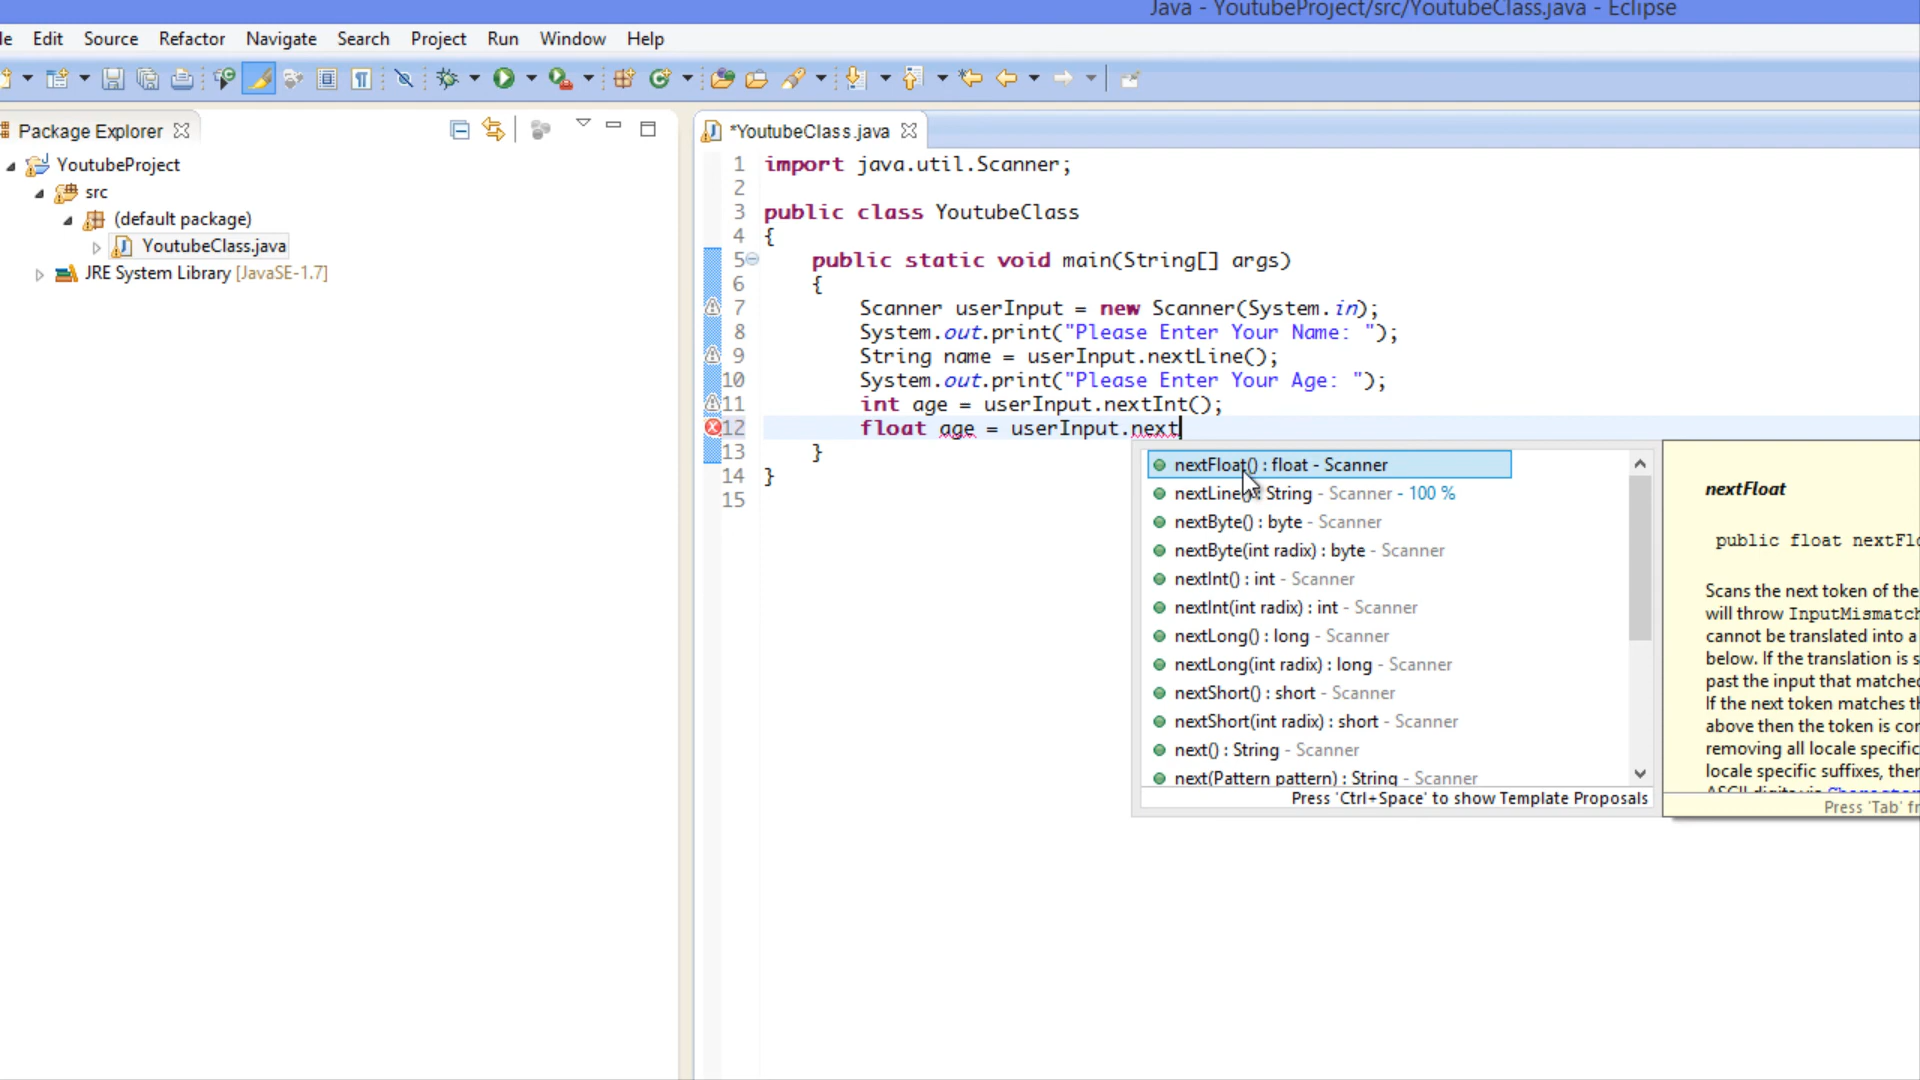 Java - YoutubeProject/src/YoutubeClass.java - Eclipse
le Edit Source Refactor Navigate Search Project Run Window Help
Package Explorer
YoutubeProject
src
(default package)
YoutubeClass.java
JRE System Library [JavaSE-1.7]
*YoutubeClass.java
1 import java.util.Scanner;
2
3 public class YoutubeClass
4 {
5 public static void main(String[] args)
6 {
7 Scanner userInput = new Scanner(System.in);
8 System.out.print("Please Enter Your Name: ");
9 String name = userInput.nextLine();
10 System.out.print("Please Enter Your Age: ");
11 int age = userInput.nextInt();
12 float age = userInput.next
13 }
14 }
15
nextFloat() : float - Scanner
nextLine() : String - Scanner - 100 %
nextByte() : byte - Scanner
nextByte(int radix) : byte - Scanner
nextInt() : int - Scanner
nextInt(int radix) : int - Scanner
nextLong() : long - Scanner
nextLong(int radix) : long - Scanner
nextShort() : short - Scanner
nextShort(int radix) : short - Scanner
next() : String - Scanner
next(Pattern pattern) : String - Scanner
Press 'Ctrl+Space' to show Template Proposals
nextFloat
public float nextFlo
Scans the next token of the
will throw InputMismatch
cannot be translated into a
below. If the translation is s
past the input that matched
If the next token matches th
above then the token is con
removing all locale specific
locale specific suffixes, then
ASCII digits via
Press 'Tab' fr